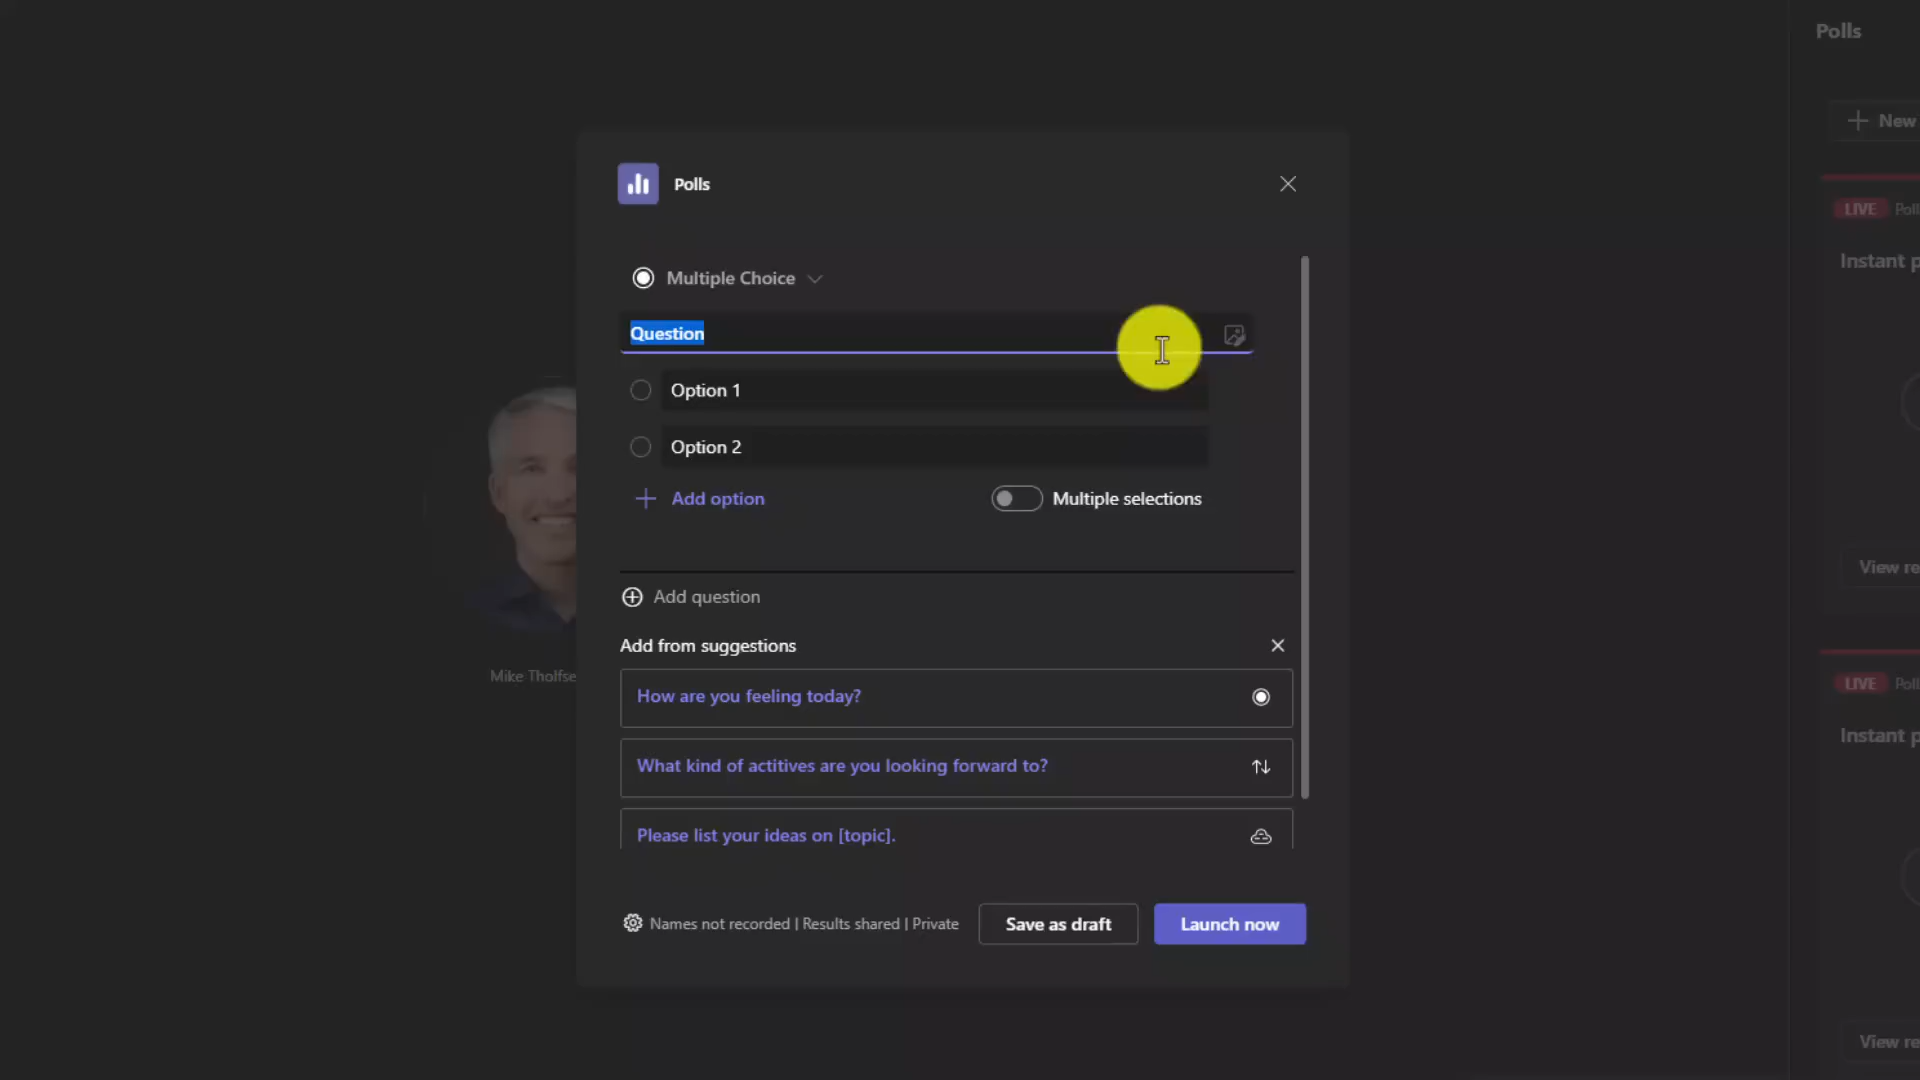 Polls
New
Polls
LIVE Poll
Instant p
Multiple Choice
Question
Option 1
Option 2
Add option
Multiple selections
View re
Add question
Add from suggestions
Mike Tholfse
LIVE Poll
How are you feeling today?
Instant p
What kind of actitives are you looking forward to?
Please list your ideas on [topic].
Names not recorded | Results shared | Private
Save as draft
Launch now
View re